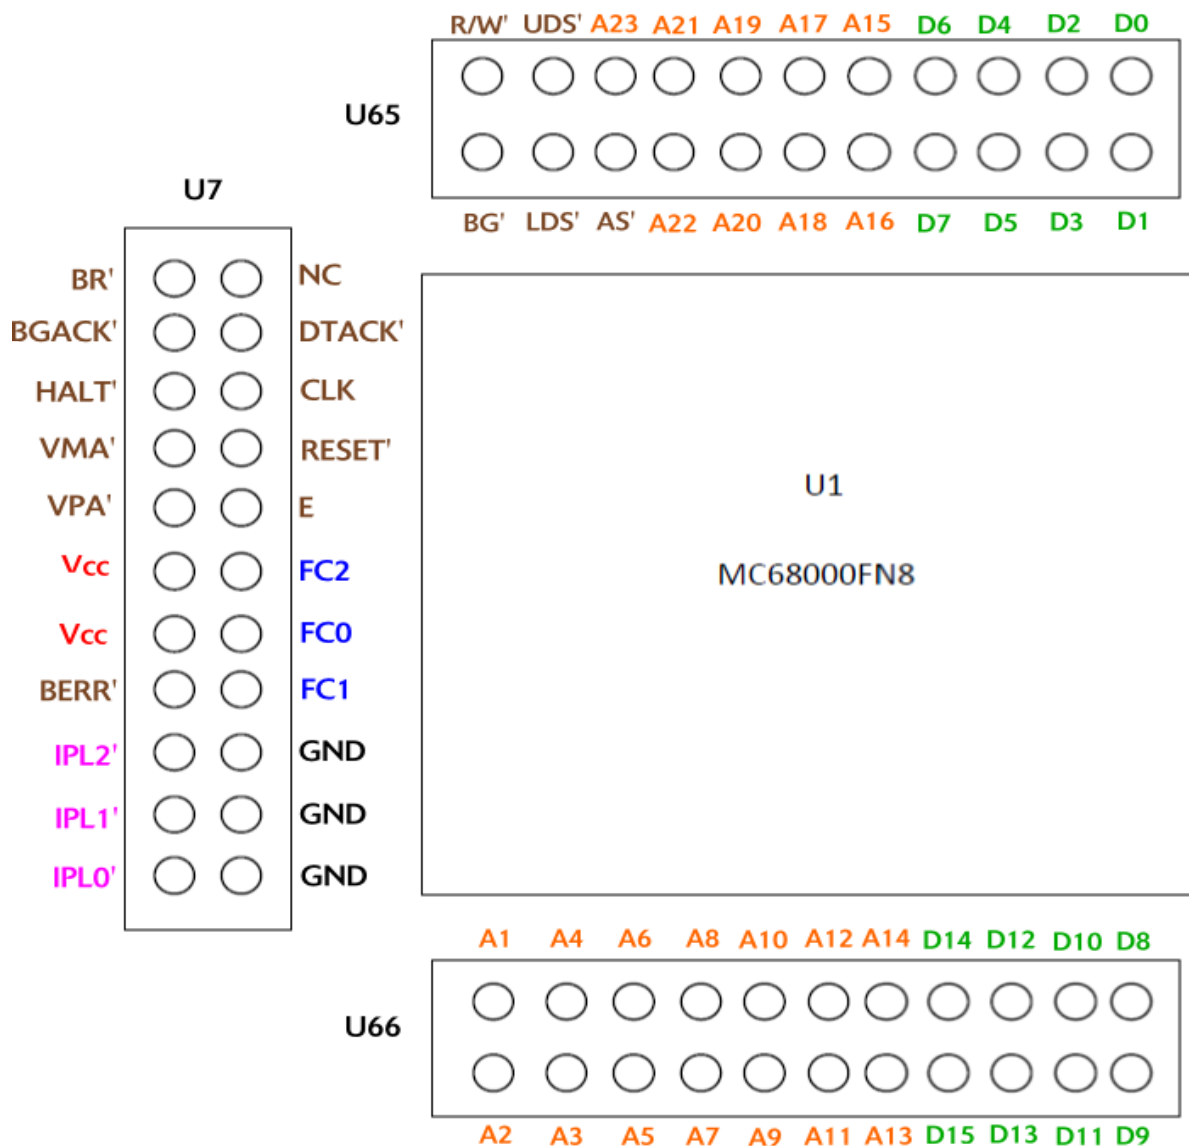 R/W' UDS' A23 A21 A19 A17 A15 D6 D4 D2 D0
U65
BG' LDS' AS' A22 A20 A18 A16 D7 D5 D3 D1
U7
BR' NC
BGACK' DTACK'
HALT' CLK
VMA' RESET'
VPA' E
Vcc FC2
Vcc FC0
BERR' FC1
IPL2' GND
IPL1' GND
IPL0' GND
U1
MC68000FN8
A1 A4 A6 A8 A10 A12 A14 D14 D12 D10 D8
U66
A2 A3 A5 A7 A9 A11 A13 D15 D13 D11 D9